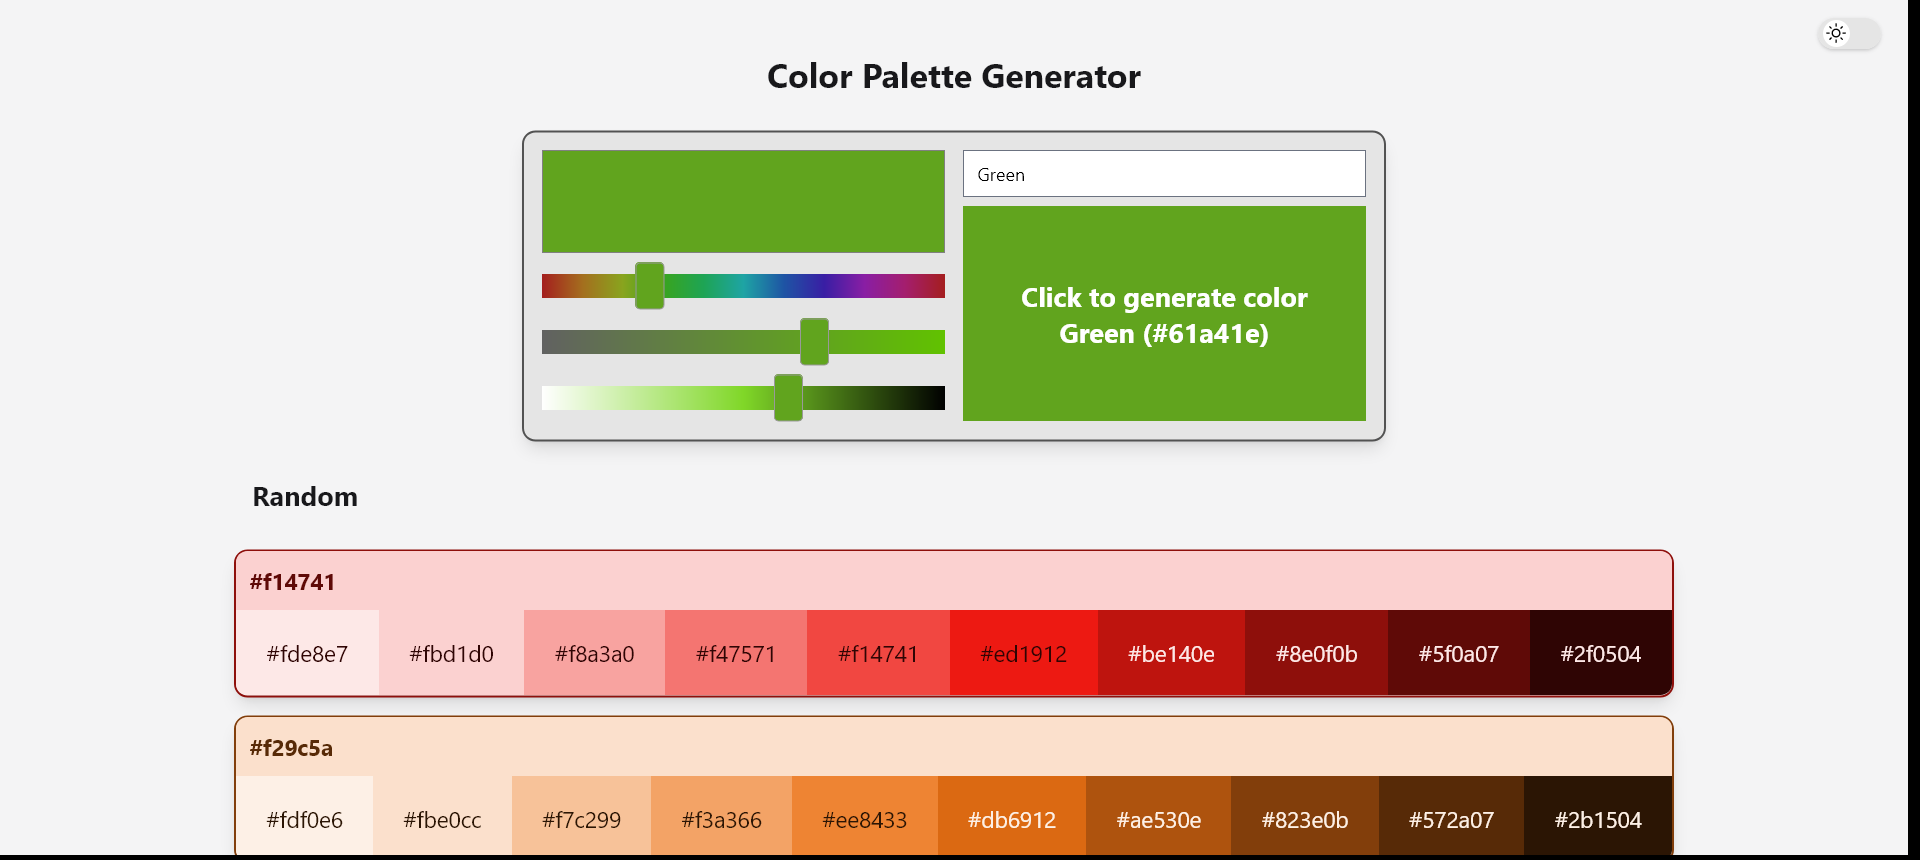 Color Palette Generator
Green
Click to generate color
Green (#61a41e)
Random
#f14741
#fde8e7 #fbd1d0 #f8a3a0 #f47571 #f14741 #ed1912 #be140e #8e0f0b #5f0a07 #2f0504
#f29c5a
#fdf0e6 #fbe0cc #f7c299 #f3a366 #ee8433 #db6912 #ae530e #823e0b #572a07 #2b1504